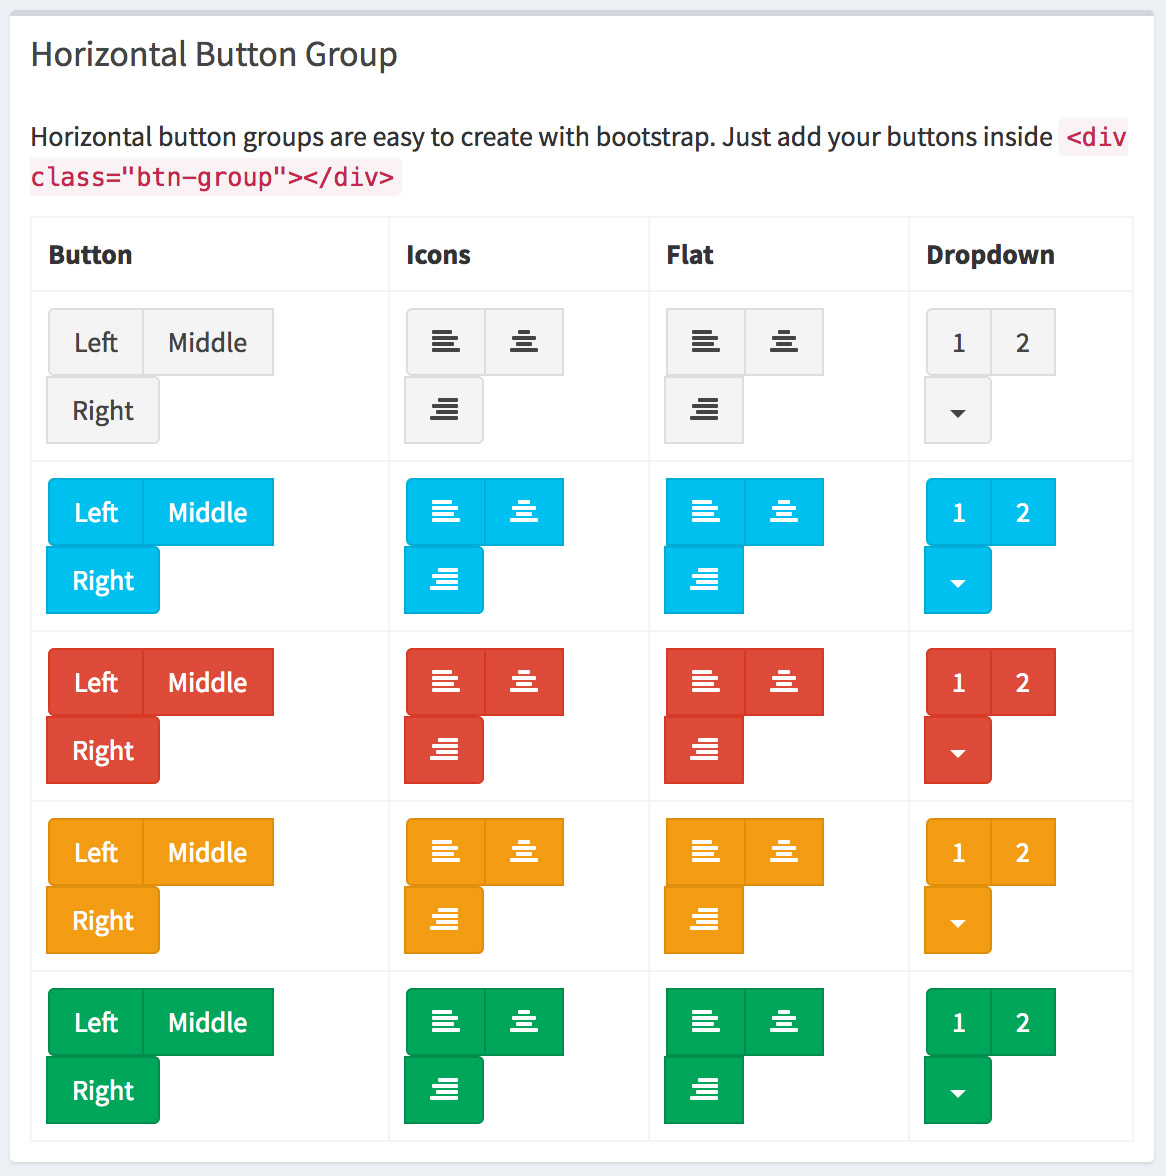 Horizontal Button Group
Horizontal button groups are easy to create with bootstrap. Just add your buttons inside <div
class="btn-group"></div>
Button Icons Flat Dropdown
Left Middle 1 2
Right
Left Middle 1 2
Right
Left Middle 1 2
Right
Left Middle 1 2
Right
Left Middle 1 2
Right